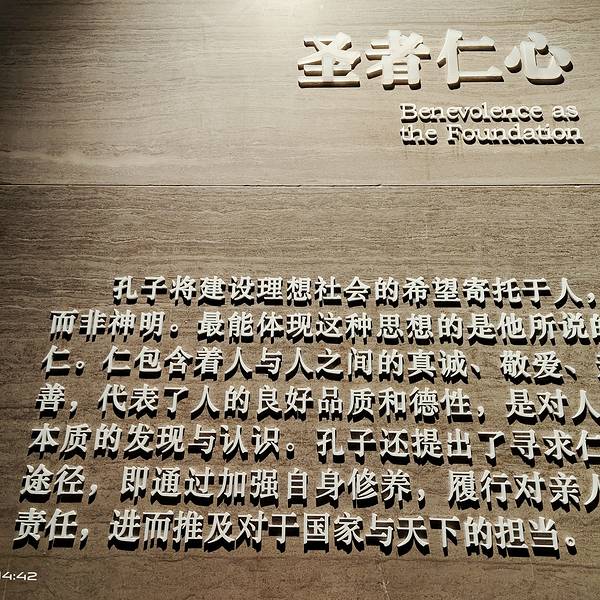 圣者仁心
Benevolence as
the Foundation
孔子将建设理想社会的希望寄托于人，
而非神明。最能体现这种思想的是他所说的
仁。仁包含着人与人之间的真诚、敬爱、
善，代表了人的良好品质和德性，是对人
本质的发现与认识。孔子还提出了寻求仁
途径，即通过加强自身修养，履行对亲人
责任，进而推及对于国家与天下的担当。
14:42